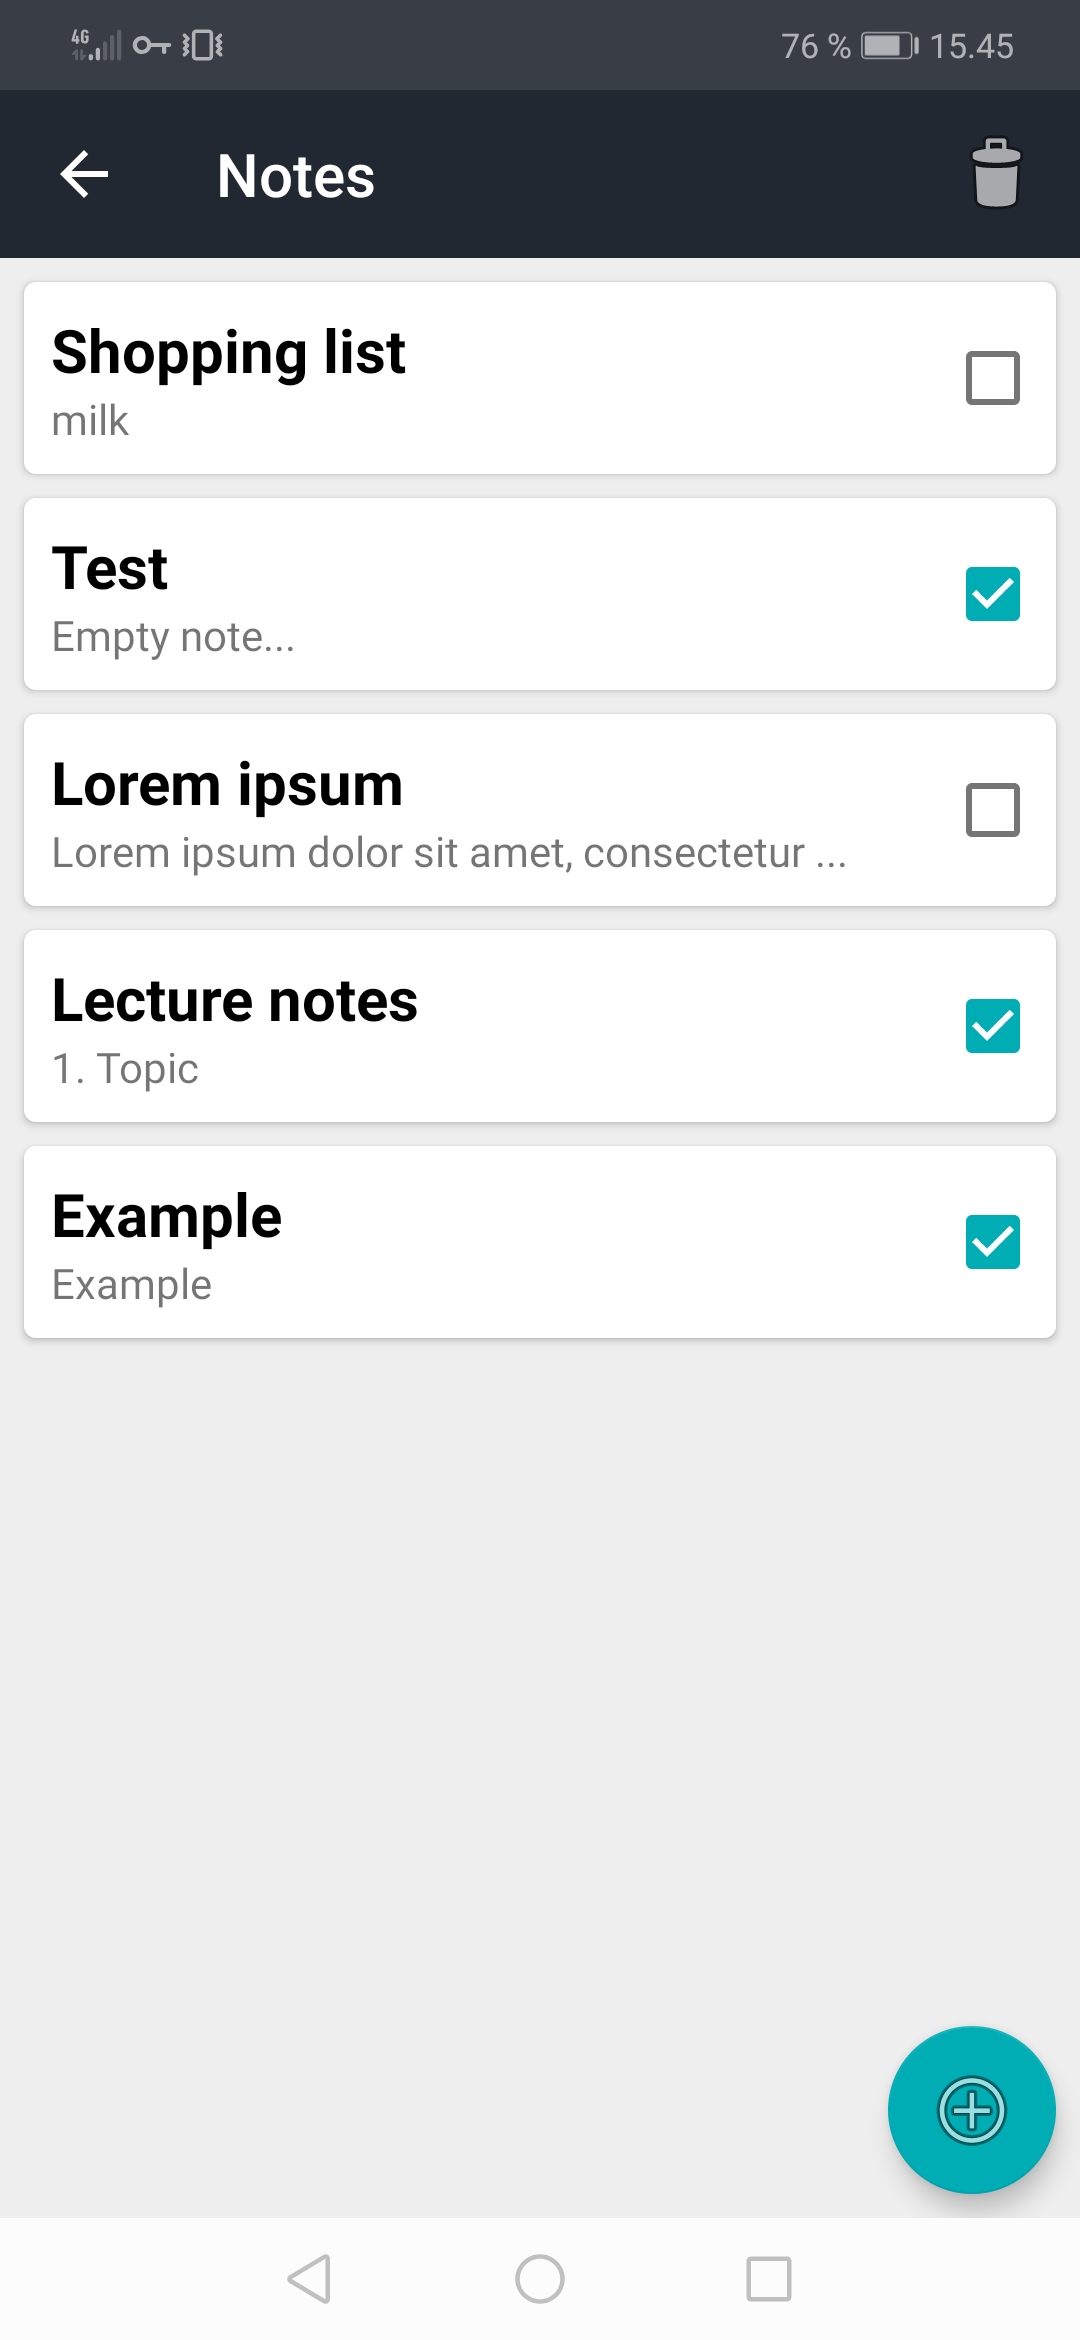 4G 76 % 15.45
Notes
Shopping list
milk
Test
Empty note...
Lorem ipsum
Lorem ipsum dolor sit amet, consectetur ...
Lecture notes
1. Topic
Example
Example